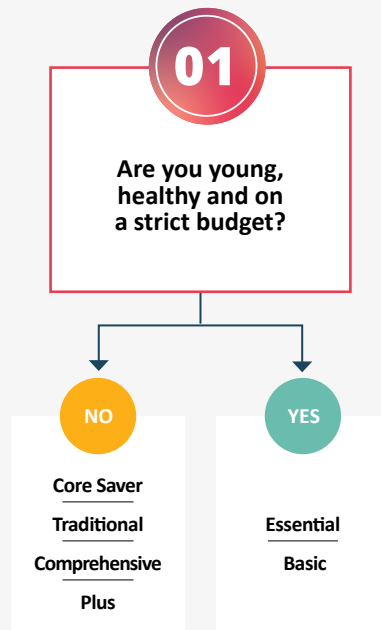 01
Are you young,
healthy and on
a strict budget?
NO
Core Saver
Traditional
Comprehensive
Plus
YES
Essential
Basic